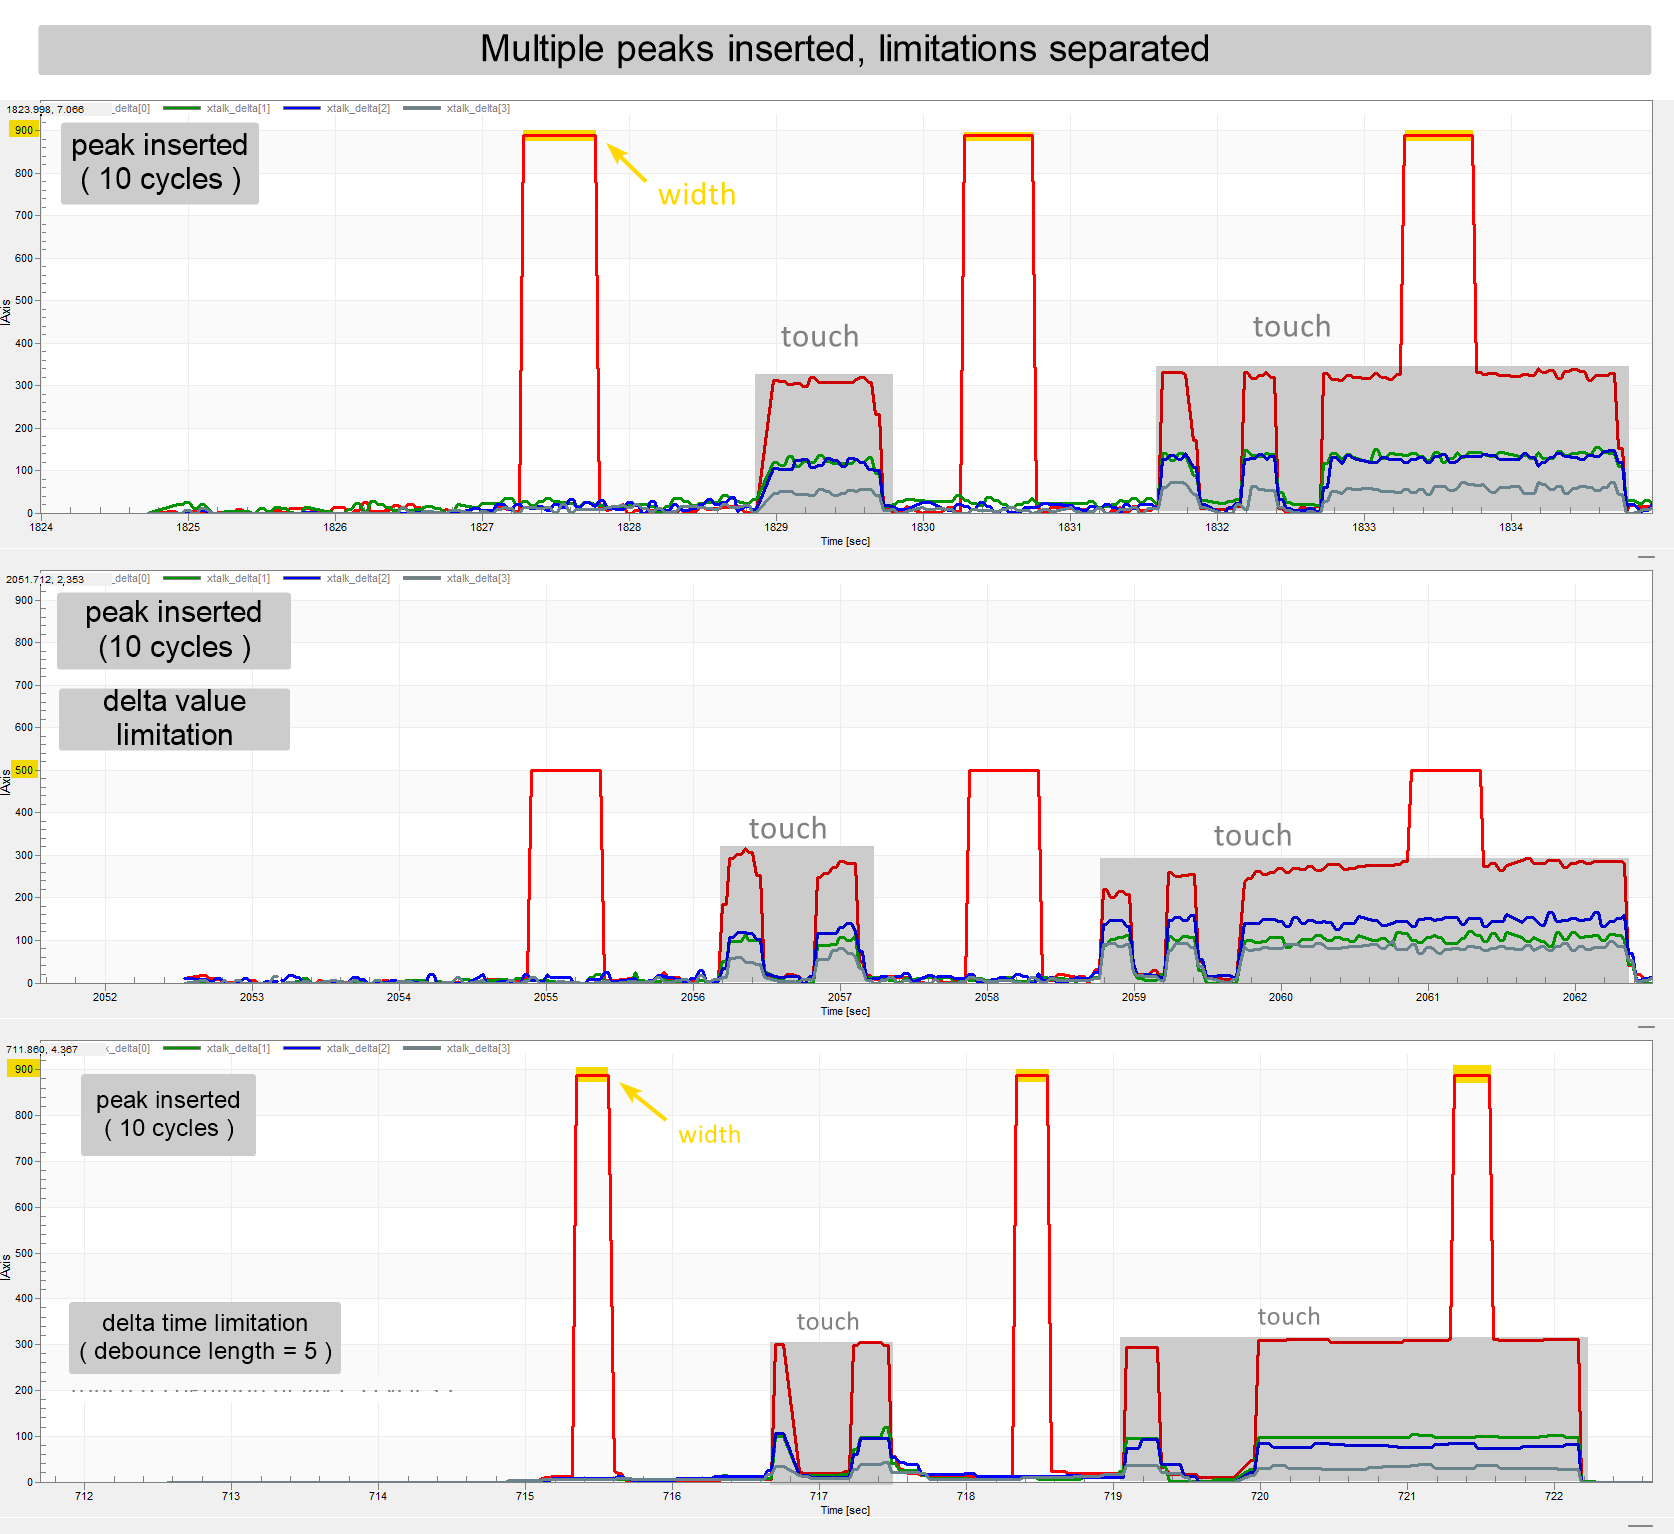 Multiple peaks inserted, limitations separated
1823.998, 7.066 _delta[0] xtalk_delta[1] xtalk_delta[2] xtalk_delta[3]
peak inserted
( 10 cycles )
width
touch
touch
900
800
700
600
500
400
300
200
100
0
lAxis
1824 1825 1826 1827 1828 1829 1830 1831 1832 1833 1834
Time [sec]
2051.712, 2,353 _delta[0] xtalk_delta[1] xtalk_delta[2] xtalk_delta[3]
peak inserted
(10 cycles )
delta value
limitation
touch
touch
900
800
700
600
500
400
300
200
100
0
lAxis
2052 2053 2054 2055 2056 2057 2058 2059 2060 2061 2062
Time [sec]
711.860, 4.367 _delta[0] xtalk_delta[1] xtalk_delta[2] xtalk_delta[3]
peak inserted
( 10 cycles )
width
delta time limitation
( debounce length = 5 )
touch
touch
900
800
700
600
500
400
300
200
100
0
lAxis
712 713 714 715 716 717 718 719 720 721 722
Time [sec]